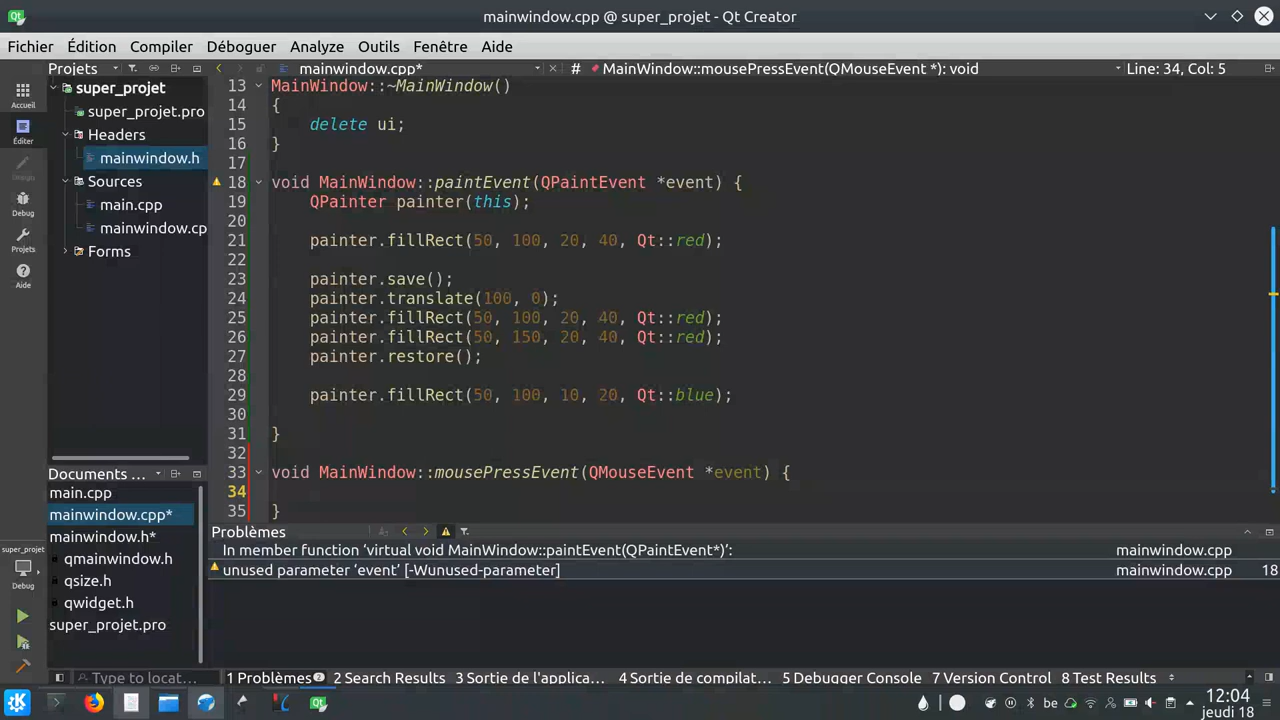 mainwindow.cpp @ super_projet - Qt Creator
Fichier Édition Compiler Déboguer Analyze Outils Fenêtre Aide
Projets mainwindow.cpp* # MainWindow::mousePressEvent(QMouseEvent *): void Line: 34, Col: 5
super_projet
super_projet.pro
Headers
mainwindow.h
Sources
main.cpp
mainwindow.cp
Forms
Accueil
Éditer
Design
Debug
Projets
Aide
13 MainWindow::~MainWindow()
14 {
15 delete ui;
16 }
17
18 void MainWindow::paintEvent(QPaintEvent *event) {
19 QPainter painter(this);
20
21 painter.fillRect(50, 100, 20, 40, Qt::red);
22
23 painter.save();
24 painter.translate(100, 0);
25 painter.fillRect(50, 100, 20, 40, Qt::red);
26 painter.fillRect(50, 150, 20, 40, Qt::red);
27 painter.restore();
28
29 painter.fillRect(50, 100, 10, 20, Qt::blue);
30
31 }
32
33 void MainWindow::mousePressEvent(QMouseEvent *event) {
34
35 }
Documents ...
main.cpp
mainwindow.cpp*
mainwindow.h*
qmainwindow.h
qsize.h
qwidget.h
super_projet.pro
super_projet
Debug
Problèmes
In member function ‘virtual void MainWindow::paintEvent(QPaintEvent*)’: mainwindow.cpp
unused parameter ‘event’ [-Wunused-parameter] mainwindow.cpp 18
Type to locat... 1 Problèmes 2 2 Search Results 3 Sortie de l'applica... 4 Sortie de compilat... 5 Debugger Console 7 Version Control 8 Test Results
be 12:04
jeudi 18